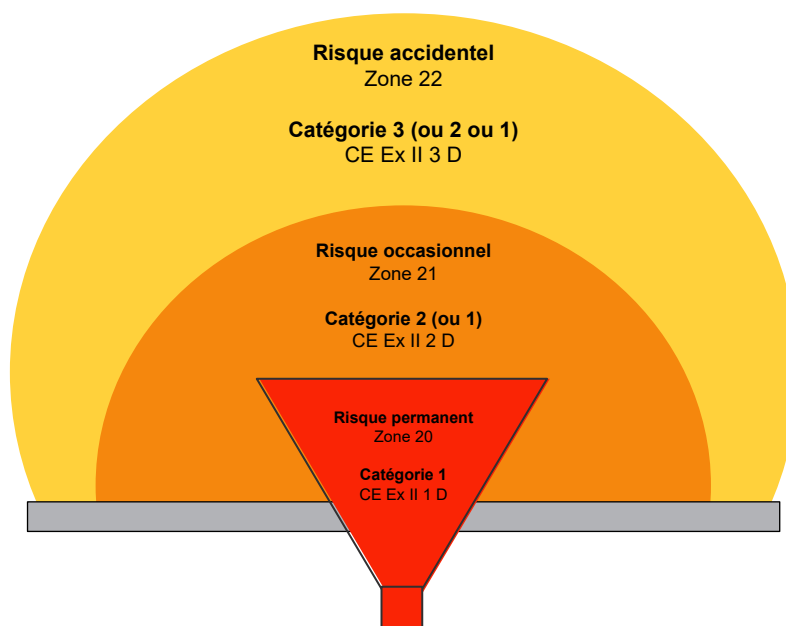 Risque accidentel
Zone 22
Catégorie 3 (ou 2 ou 1)
CE Ex II 3 D
Risque occasionnel
Zone 21
Catégorie 2 (ou 1)
CE Ex II 2 D
Risque permanent
Zone 20
Catégorie 1
CE Ex II 1 D